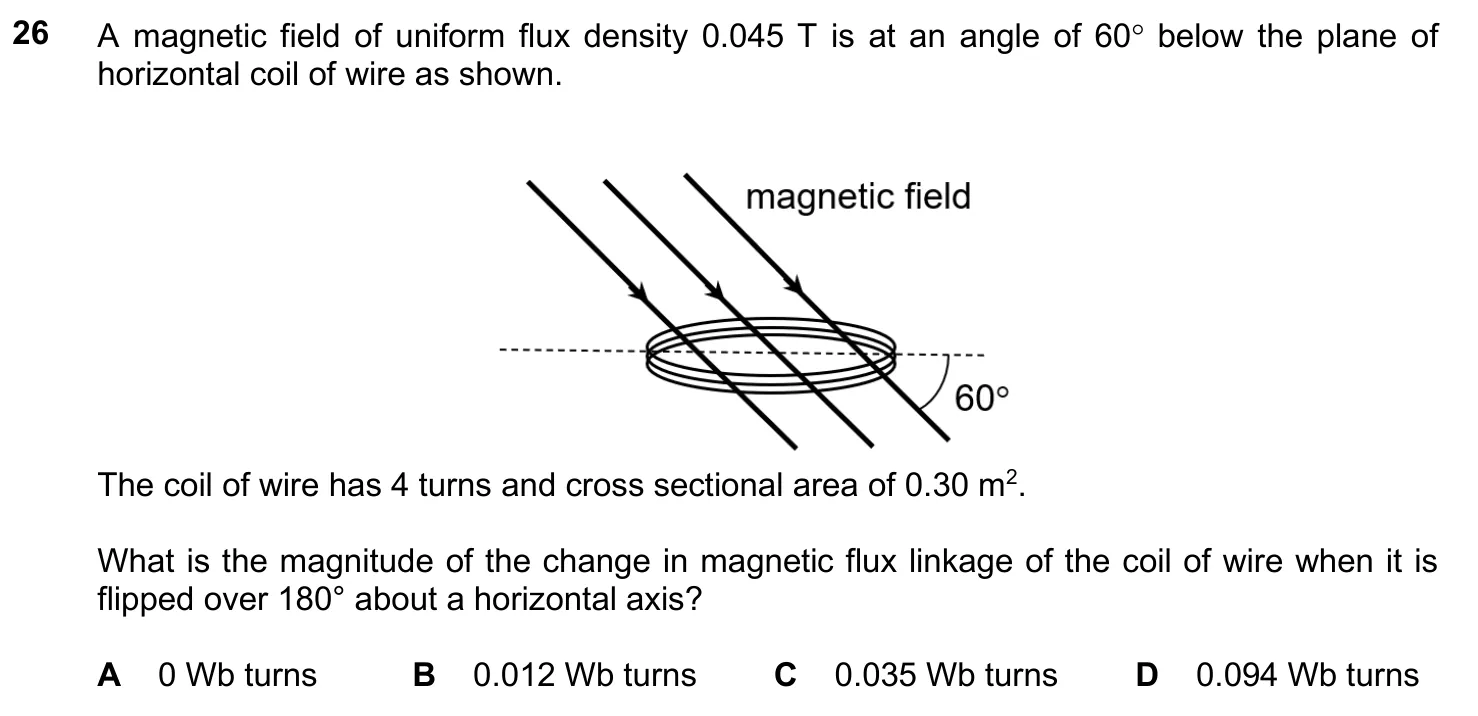 26 A magnetic field of uniform flux density 0.045 T is at an angle of 60° below the plane of
horizontal coil of wire as shown.
magnetic field
60°
The coil of wire has 4 turns and cross sectional area of 0.30 m².
What is the magnitude of the change in magnetic flux linkage of the coil of wire when it is
flipped over 180° about a horizontal axis?
A 0 Wb turns B 0.012 Wb turns C 0.035 Wb turns D 0.094 Wb turns